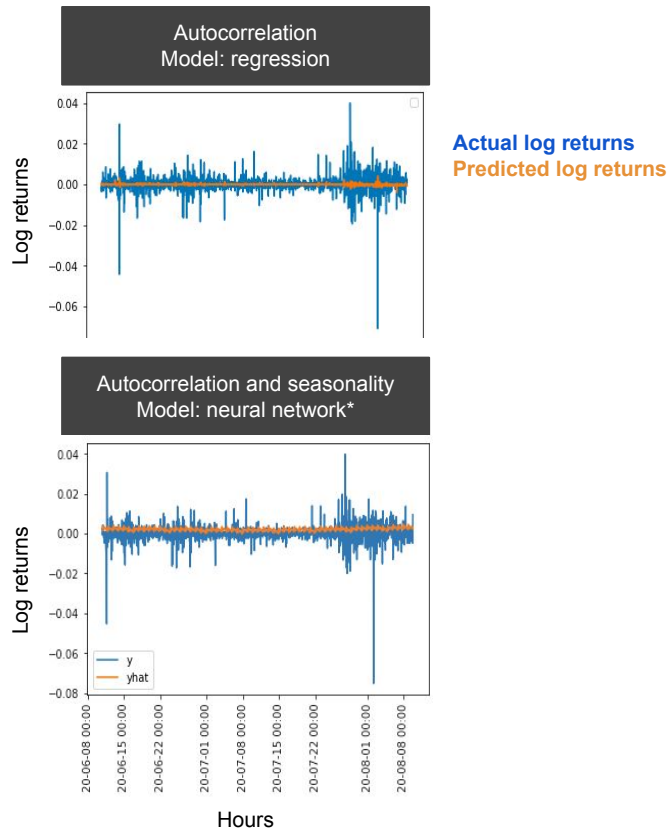 Autocorrelation
Model: regression
Actual log returns
Predicted log returns
Log returns
0.04
0.02
0.00
−0.02
−0.04
−0.06
Autocorrelation and seasonality
Model: neural network*
Log returns
0.04
0.02
0.00
−0.02
−0.04
−0.06
−0.08
y
yhat
20-06-08 00:00
20-06-15 00:00
20-06-22 00:00
20-07-01 00:00
20-07-08 00:00
20-07-15 00:00
20-07-22 00:00
20-08-01 00:00
20-08-08 00:00
Hours